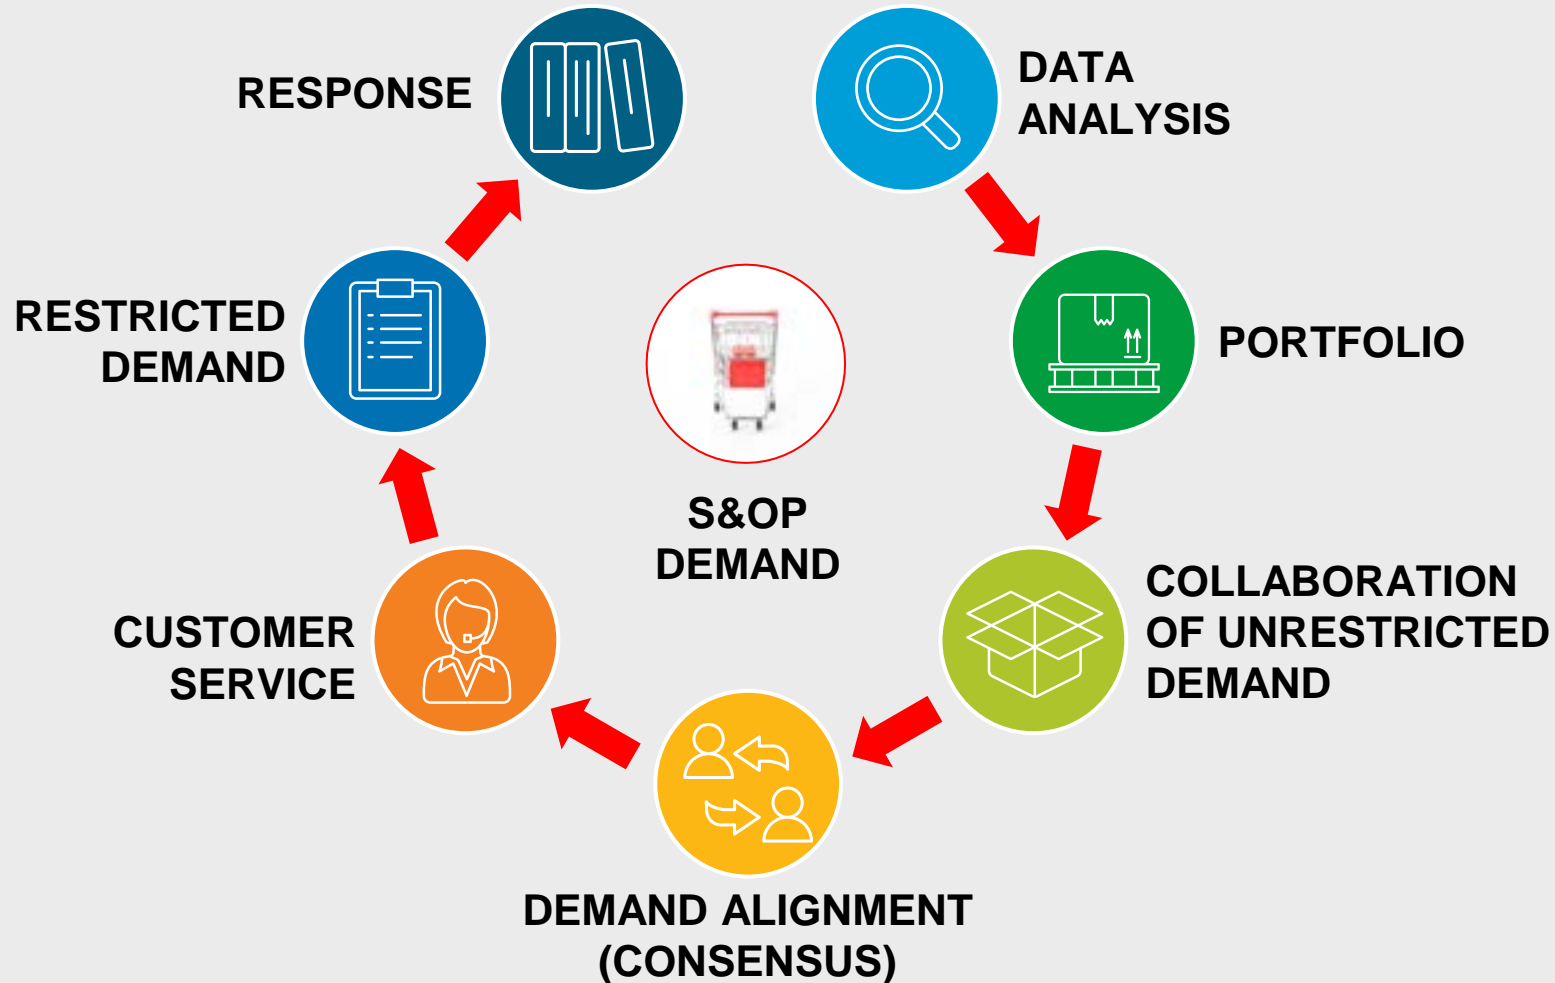 DATA
ANALYSIS
PORTFOLIO
COLLABORATION
OF UNRESTRICTED
DEMAND
DEMAND ALIGNMENT
(CONSENSUS)
CUSTOMER
SERVICE
RESTRICTED
DEMAND
RESPONSE
S&OP
DEMAND